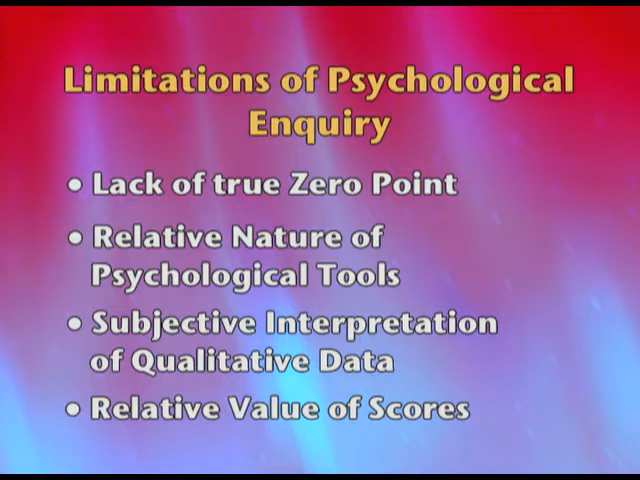 Limitations of Psychological
Enquiry
• Lack of true Zero Point
• Relative Nature of
Psychological Tools
• Subjective Interpretation
of Qualitative Data
• Relative Value of Scores